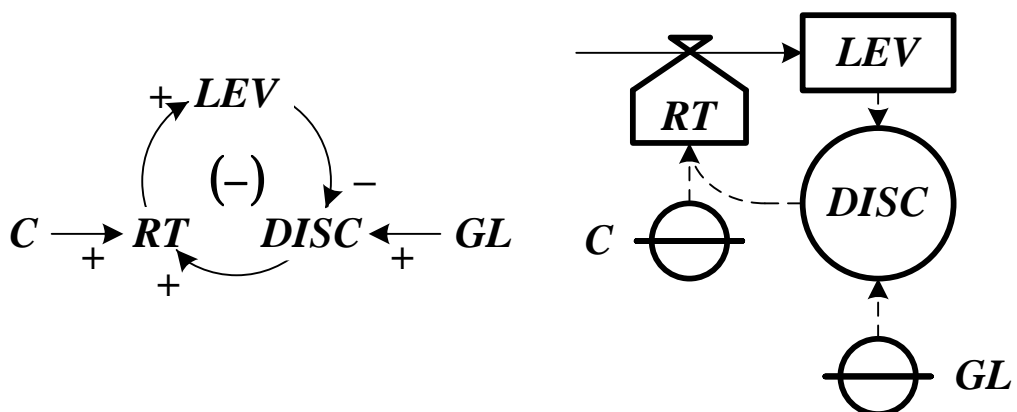 + LEV
(−)
−
C + RT DISC + GL
+
LEV
RT
DISC
C
GL